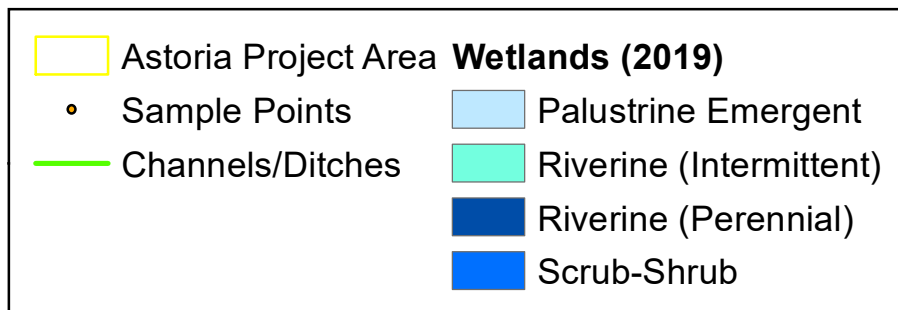 Astoria Project Area
Sample Points
Channels/Ditches
Wetlands (2019)
Palustrine Emergent
Riverine (Intermittent)
Riverine (Perennial)
Scrub-Shrub